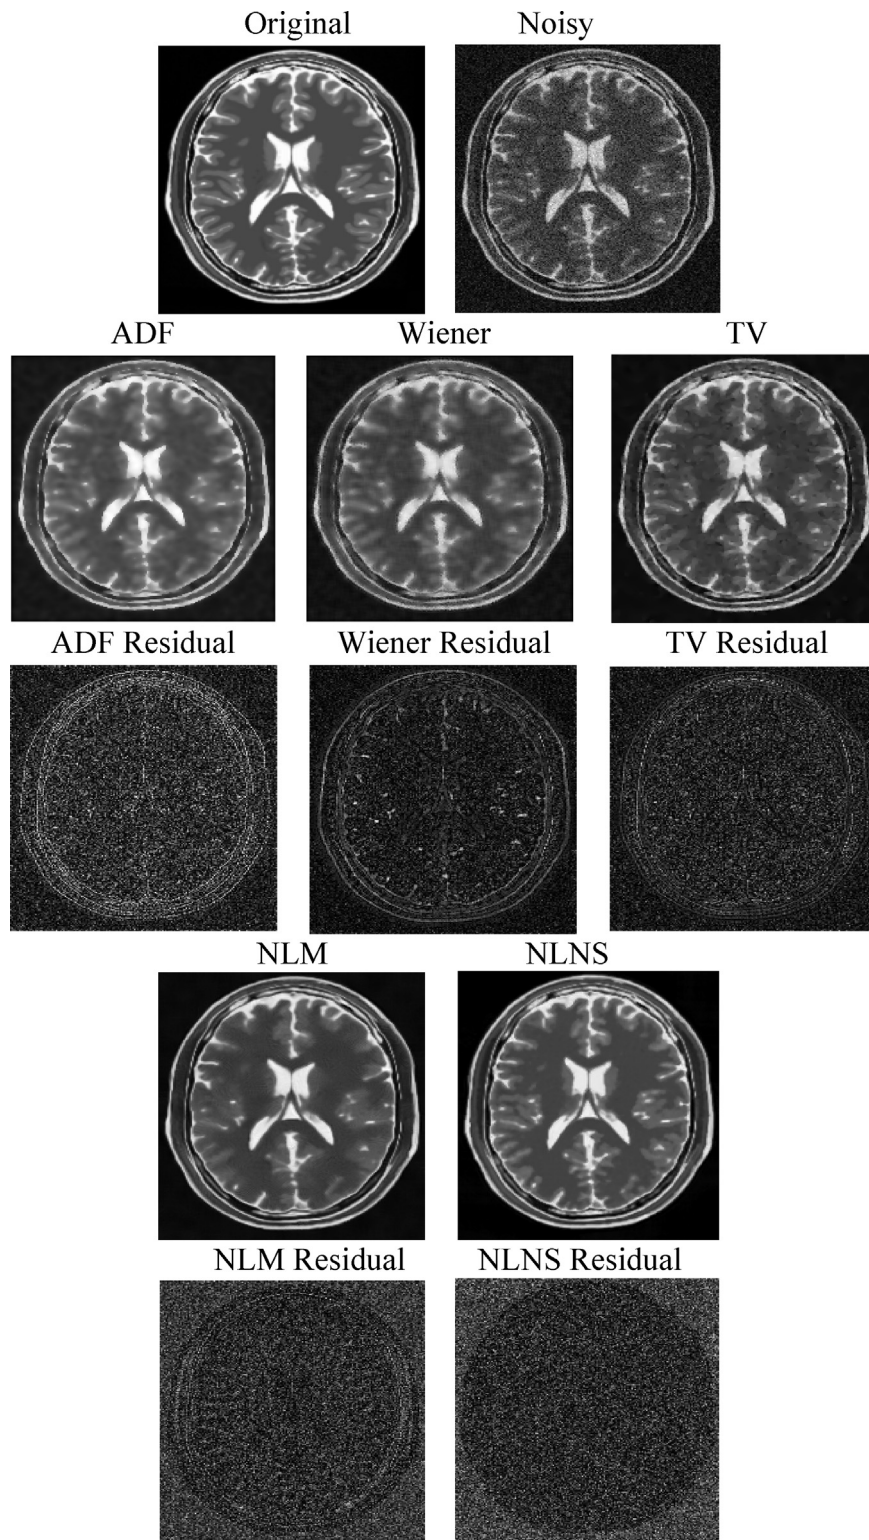 Original Noisy
ADF Wiener TV
ADF Residual Wiener Residual TV Residual
NLM NLNS
NLM Residual NLNS Residual